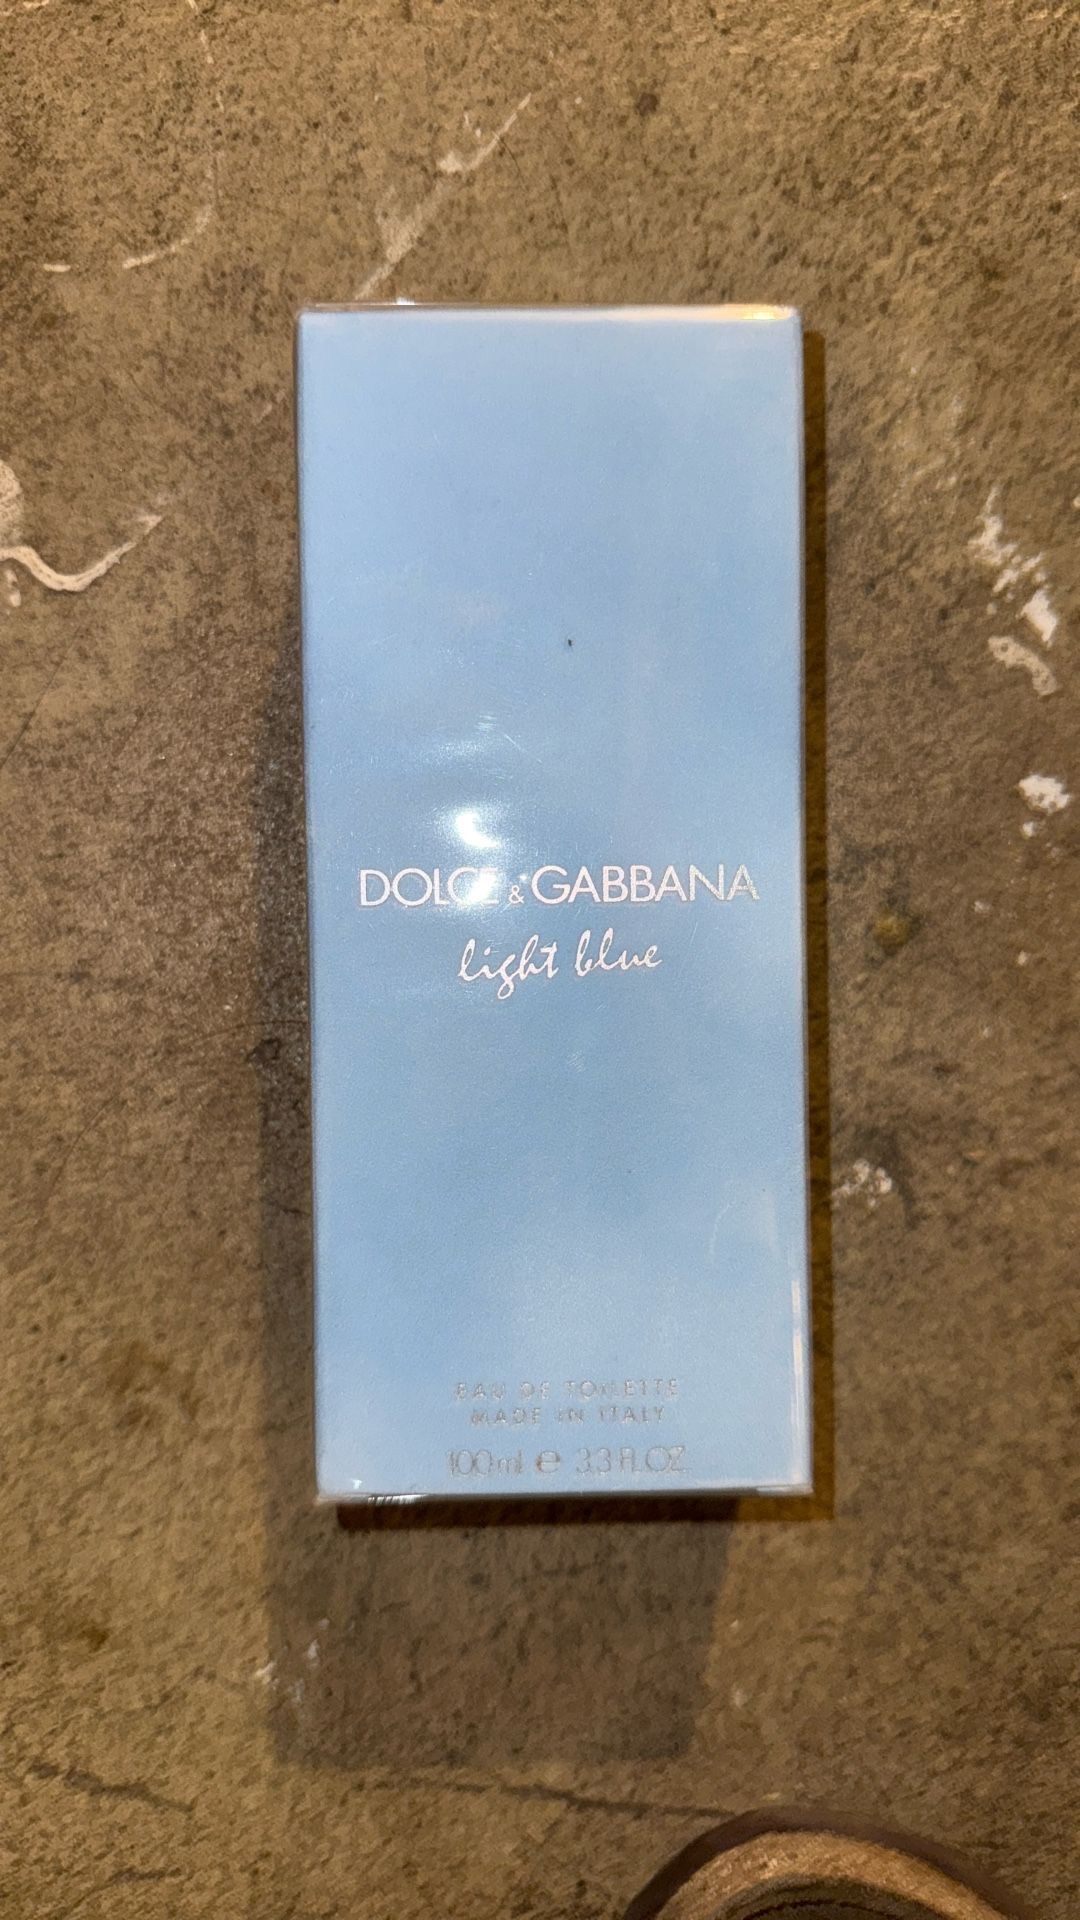 DOLCE & GABBANA
light blue
EAU DE TOILETTE
MADE IN ITALY
100ml e 3.3 FL.OZ.